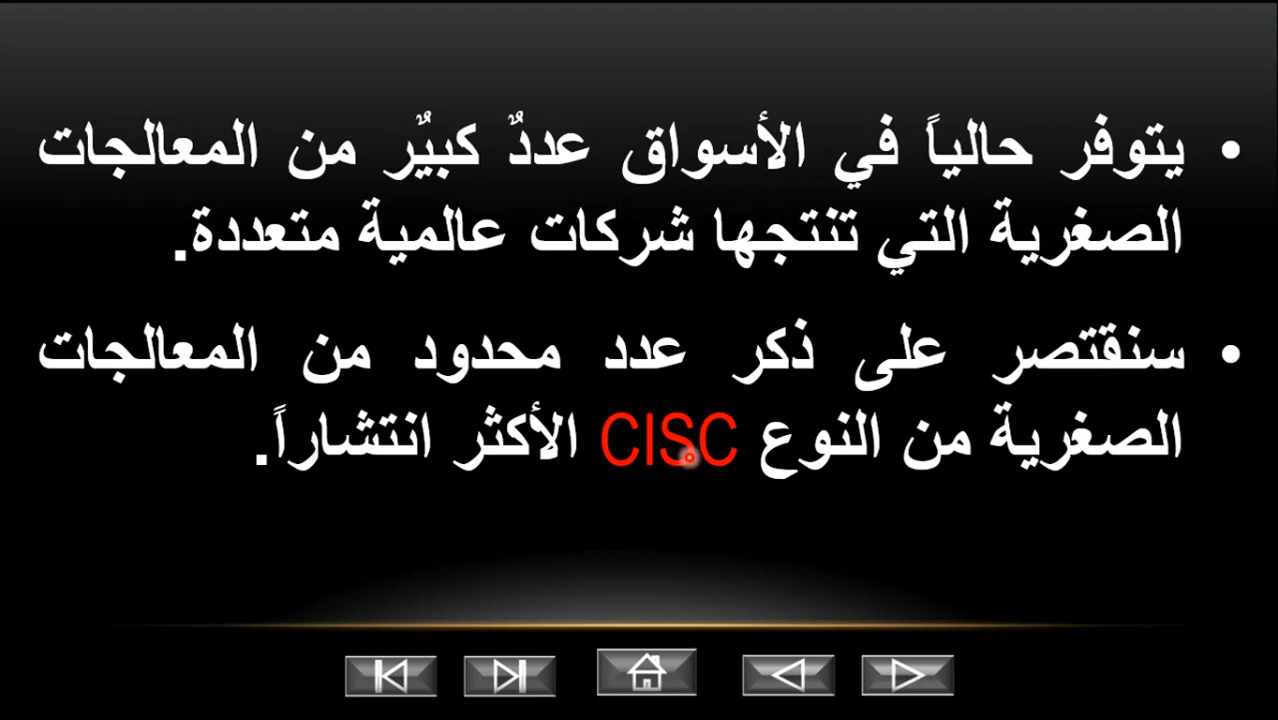 • يتوفر حالياً في الأسواق عددٌ كبيٌر من المعالجات
الصغرية التي تنتجها شركات عالمية متعددة.
• سنقتصر على ذكر عدد محدود من المعالجات
الصغرية من النوع CISC الأكثر انتشاراً.